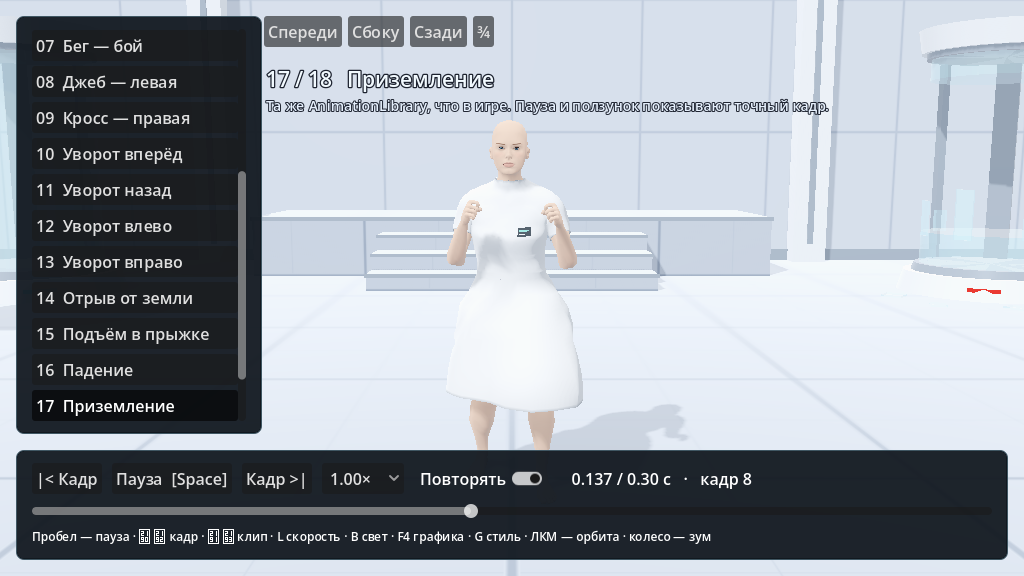 Спереди Сбоку Сзади ¾
17 / 18 Приземление
Та же AnimationLibrary, что в игре. Пауза и ползунок показывают точный кадр.
07 Бег — бой
08 Джеб — левая
09 Кросс — правая
10 Уворот вперёд
11 Уворот назад
12 Уворот влево
13 Уворот вправо
14 Отрыв от земли
15 Подъём в прыжке
16 Падение
17 Приземление
|< Кадр Пауза [Space] Кадр >| 1.00× Повторять 0.137 / 0.30 с · кадр 8
Пробел — пауза · кадр · клип · L скорость · B свет · F4 графика · G стиль · ЛКМ — орбита · колесо — зум